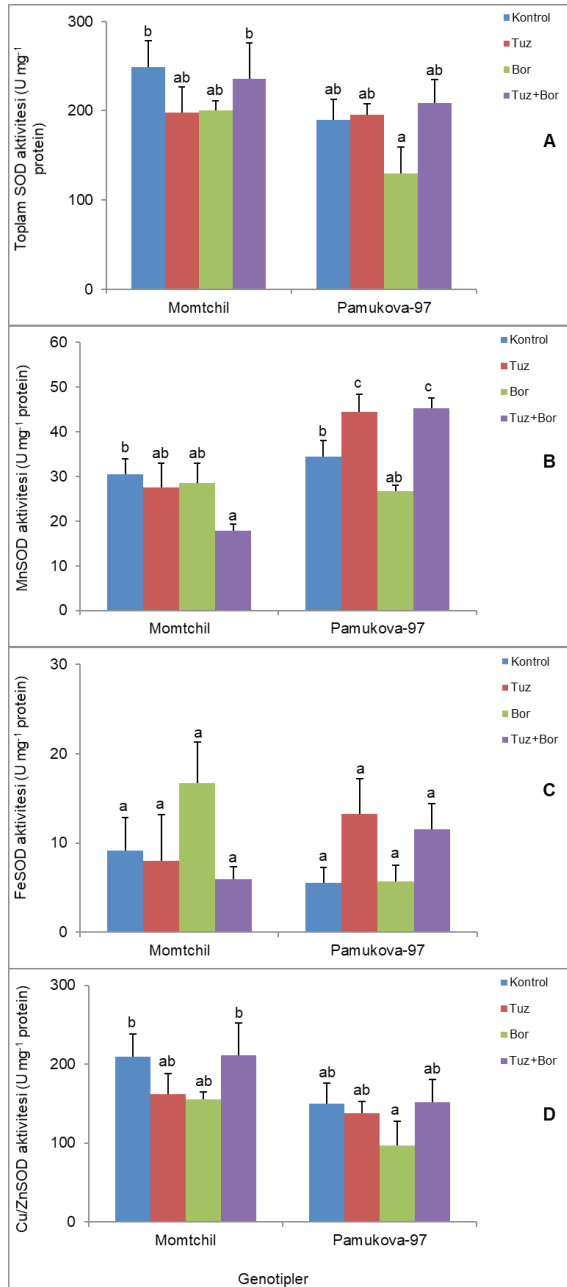 Toplam SOD aktivitesi (U mg⁻¹
protein)
300
200
100
0
b
ab
ab
b
ab
ab
a
ab
Momtchil
Pamukova-97
Kontrol
Tuz
Bor
Tuz+Bor
A
MnSOD aktivitesi (U mg⁻¹ protein)
60
50
40
30
20
10
0
b
ab
ab
a
b
c
ab
c
Momtchil
Pamukova-97
Kontrol
Tuz
Bor
Tuz+Bor
B
FeSOD aktivitesi (U mg⁻¹ protein)
30
20
10
0
a
a
a
a
a
a
a
a
Momtchil
Pamukova-97
Kontrol
Tuz
Bor
Tuz+Bor
C
Cu/ZnSOD aktivitesi (U mg⁻¹ protein)
300
200
100
0
b
ab
ab
b
ab
ab
a
ab
Momtchil
Pamukova-97
Kontrol
Tuz
Bor
Tuz+Bor
D
Genotipler